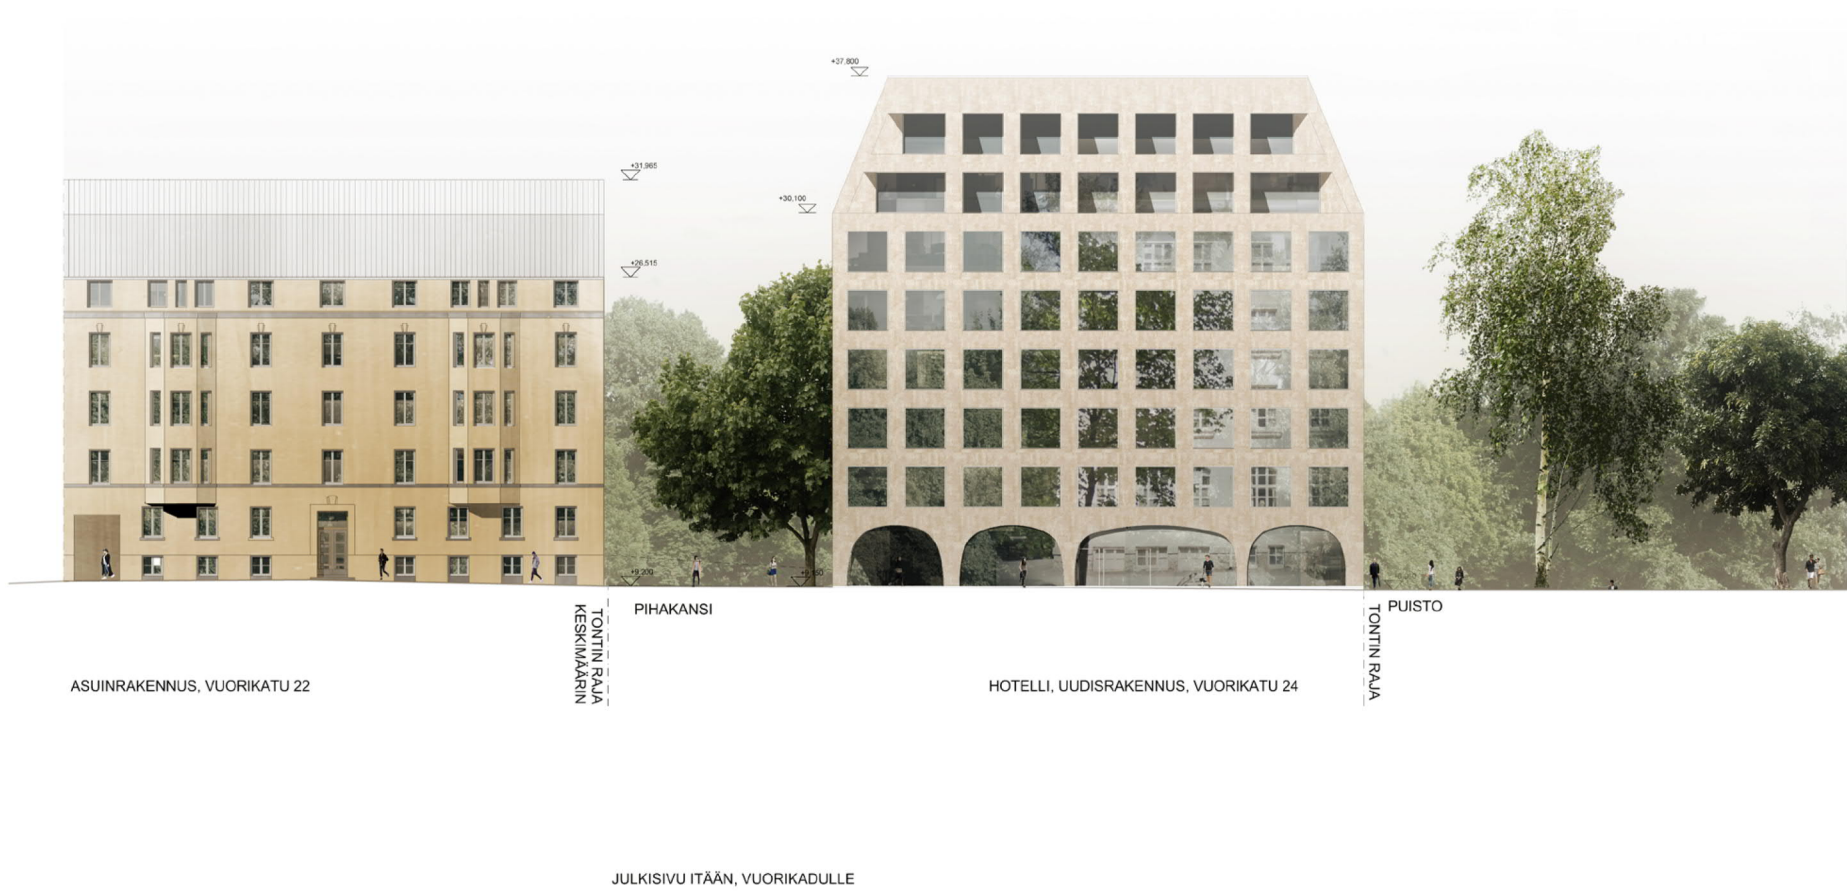 +37.800
+31,965
+30,100
+26,515
+9.200
PIHAKANSI
PUISTO
TONTIN RAJA
KESKIMÄÄRIN
TONTIN RAJA
ASUINRAKENNUS, VUORIKATU 22
HOTELLI, UUDISRAKENNUS, VUORIKATU 24
JULKISIVU ITÄÄN, VUORIKADULLE